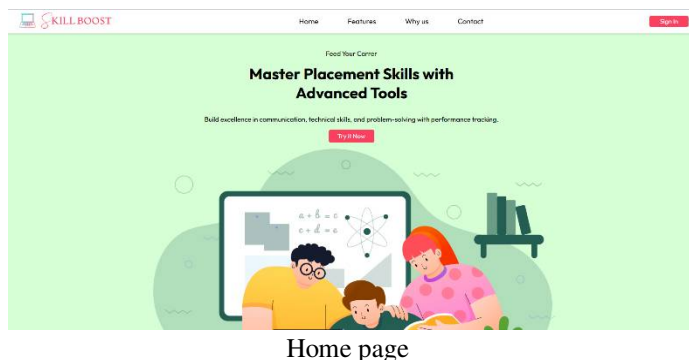 SKILL BOOST
Home Features Why us Contact Sign In
Feed Your Carrer
Master Placement Skills with
Advanced Tools
Build excellence in communication, technical skills, and problem-solving with performance tracking.
Try It Now
a + b = c
c + d = a
Home page